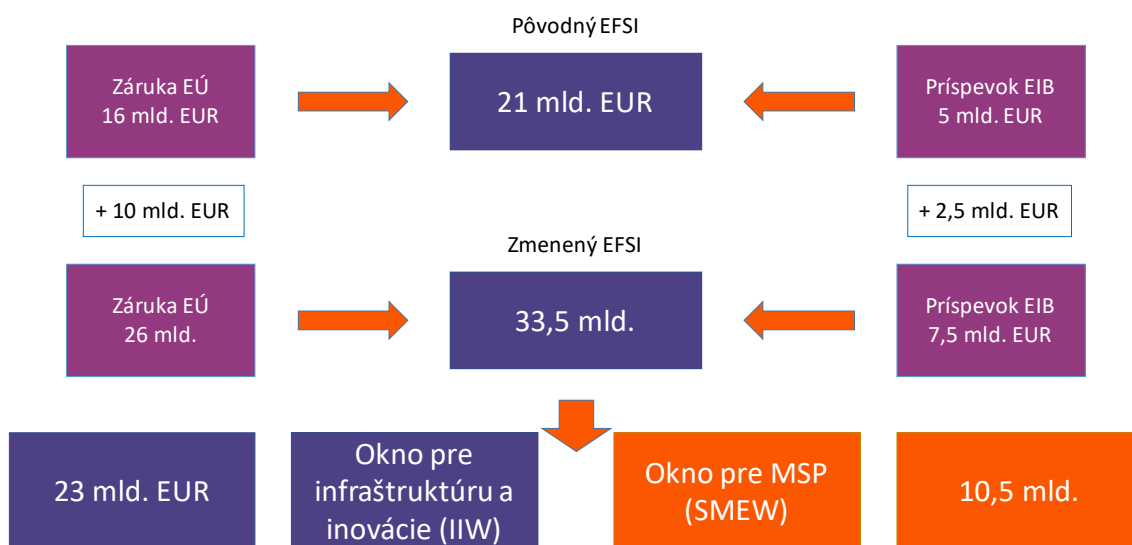 Pôvodný EFSI
Záruka EÚ
16 mld. EUR
21 mld. EUR
Príspevok EIB
5 mld. EUR
+ 10 mld. EUR
+ 2,5 mld. EUR
Zmenený EFSI
Záruka EÚ
26 mld.
33,5 mld.
Príspevok EIB
7,5 mld. EUR
23 mld. EUR
Okno pre
infraštruktúru a
inovácie (IIW)
Okno pre MSP
(SMEW)
10,5 mld.